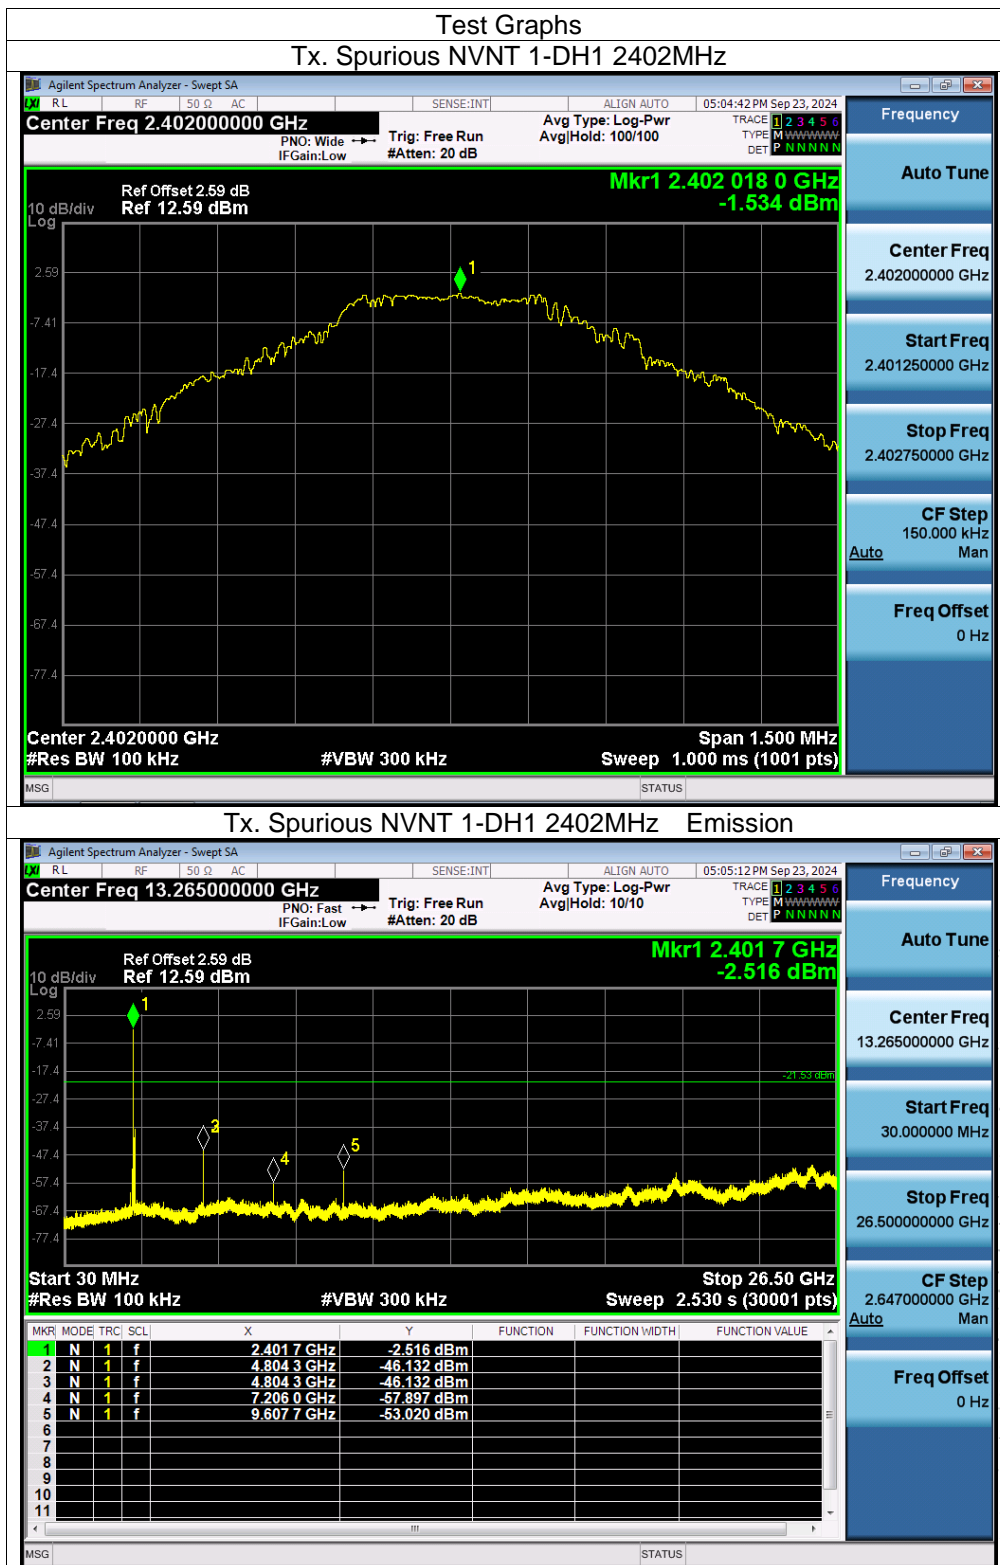 Test Graphs
Tx. Spurious NVNT 1-DH1 2402MHz
Agilent Spectrum Analyzer - Swept SA
LXI RL RF 50 Ω AC SENSE:INT ALIGN AUTO 05:04:42 PM Sep 23, 2024
Center Freq 2.402000000 GHz
PNO: Wide
IFGain:Low
Trig: Free Run
#Atten: 20 dB
Avg Type: Log-Pwr
Avg|Hold: 100/100
TRACE 1 2 3 4 5 6
TYPE M WWWWW
DET P N N N N N
Ref Offset 2.59 dB
10 dB/div Ref 12.59 dBm
Log
Mkr1 2.402 018 0 GHz
-1.534 dBm
1
2.59
-7.41
-17.4
-27.4
-37.4
-47.4
-57.4
-67.4
-77.4
Center 2.4020000 GHz Span 1.500 MHz
#Res BW 100 kHz #VBW 300 kHz Sweep 1.000 ms (1001 pts)
MSG STATUS
Frequency
Auto Tune
Center Freq
2.402000000 GHz
Start Freq
2.401250000 GHz
Stop Freq
2.402750000 GHz
CF Step
150.000 kHz
Auto Man
Freq Offset
0 Hz
Tx. Spurious NVNT 1-DH1 2402MHz Emission
Agilent Spectrum Analyzer - Swept SA
LXI RL RF 50 Ω AC SENSE:INT ALIGN AUTO 05:05:12 PM Sep 23, 2024
Center Freq 13.265000000 GHz
PNO: Fast
IFGain:Low
Trig: Free Run
#Atten: 20 dB
Avg Type: Log-Pwr
Avg|Hold: 10/10
TRACE 1 2 3 4 5 6
TYPE M WWWWW
DET P N N N N N
Ref Offset 2.59 dB
10 dB/div Ref 12.59 dBm
Log
Mkr1 2.401 7 GHz
-2.516 dBm
1
2.59
-7.41
-17.4
-21.53 dBm
-27.4
-37.4
-47.4
4
5
-57.4
-67.4
-77.4
Start 30 MHz Stop 26.50 GHz
#Res BW 100 kHz #VBW 300 kHz Sweep 2.530 s (30001 pts)
MKR MODE TRC SCL X Y FUNCTION FUNCTION WIDTH FUNCTION VALUE
1 N 1 f 2.401 7 GHz -2.516 dBm
2 N 1 f 4.804 3 GHz -46.132 dBm
3 N 1 f 4.804 3 GHz -46.132 dBm
4 N 1 f 7.206 0 GHz -57.897 dBm
5 N 1 f 9.607 7 GHz -53.020 dBm
6
7
8
9
10
11
MSG STATUS
Frequency
Auto Tune
Center Freq
13.265000000 GHz
Start Freq
30.000000 MHz
Stop Freq
26.500000000 GHz
CF Step
2.647000000 GHz
Auto Man
Freq Offset
0 Hz